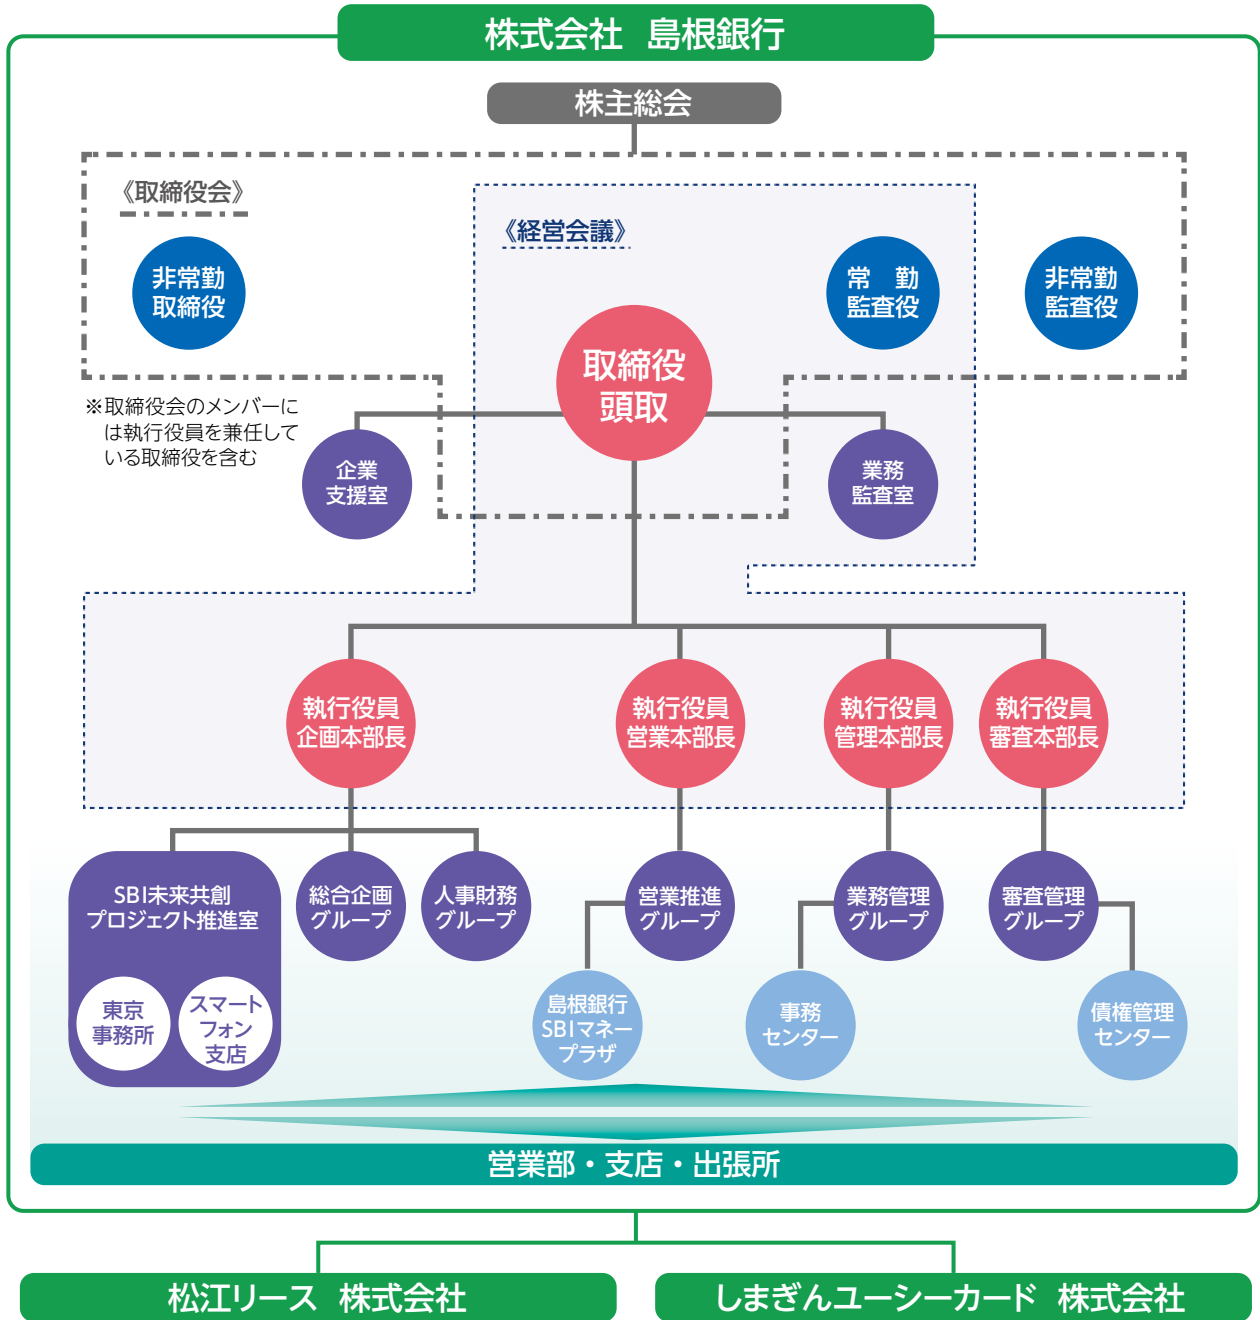 株式会社 島根銀行
株主総会
《取締役会》
《経営会議》
非常勤
取締役
常 勤
監査役
非常勤
監査役
取締役
頭取
※取締役会のメンバーに
は執行役員を兼任して
いる取締役を含む
企業
支援室
業務
監査室
執行役員
企画本部長
執行役員
営業本部長
執行役員
管理本部長
執行役員
審査本部長
SBI未来共創
プロジェクト推進室
総合企画
グループ
人事財務
グループ
営業推進
グループ
業務管理
グループ
審査管理
グループ
東京
事務所
スマート
フォン
支店
島根銀行
SBIマネー
プラザ
事務
センター
債権管理
センター
営業部・支店・出張所
松江リース 株式会社
しまぎんユーシーカード 株式会社